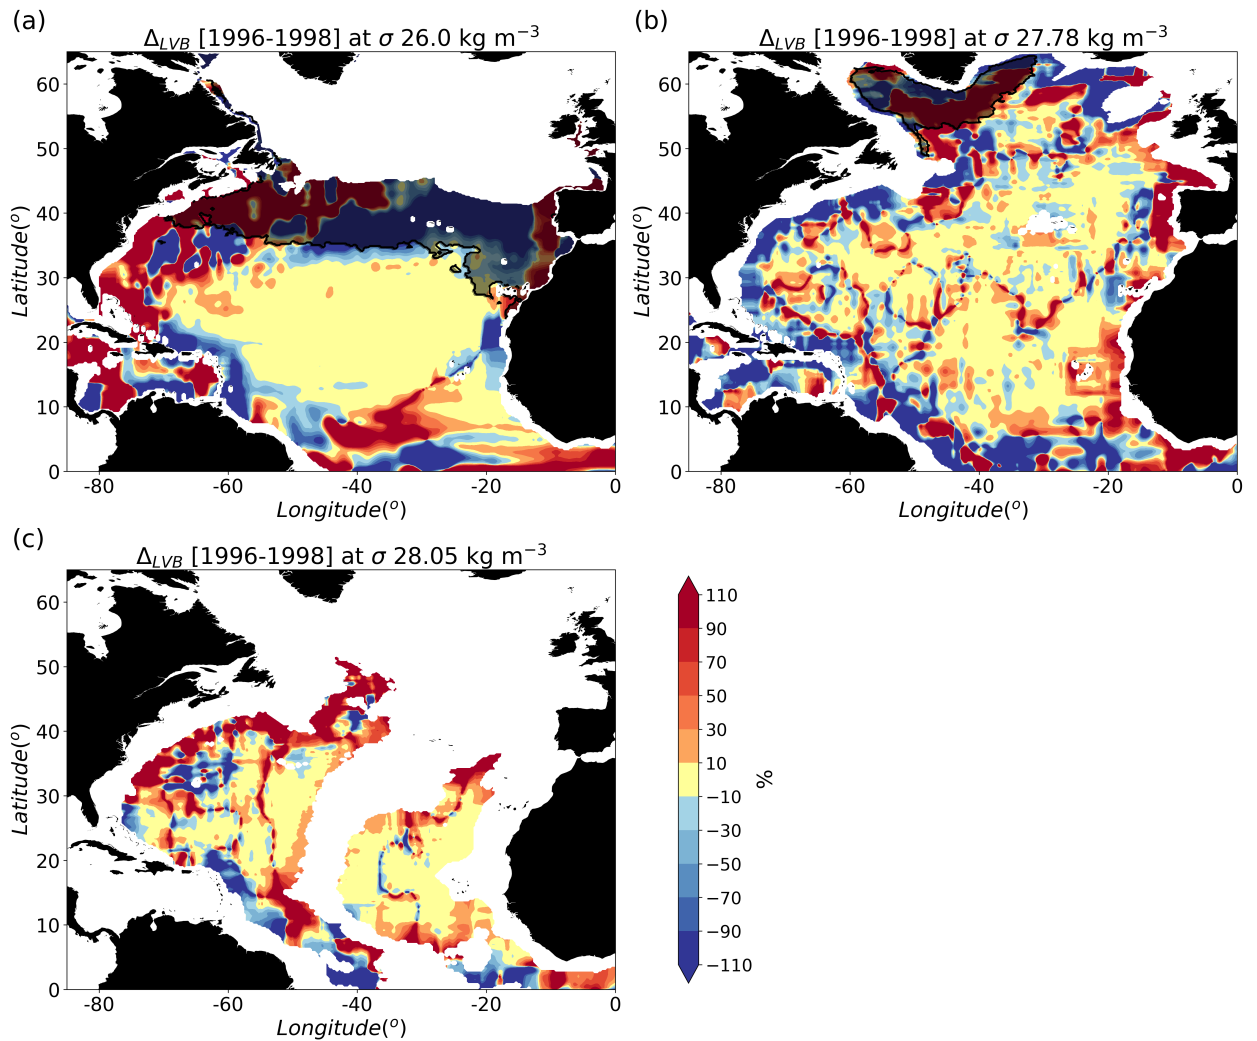 (a)
Δ_LVB [1996-1998] at σ 26.0 kg m⁻³
60
50
40
30
20
10
0
Latitude(°)
-80 -60 -40 -20 0
Longitude(°)
(b)
Δ_LVB [1996-1998] at σ 27.78 kg m⁻³
60
50
40
30
20
10
0
Latitude(°)
-80 -60 -40 -20 0
Longitude(°)
(c)
Δ_LVB [1996-1998] at σ 28.05 kg m⁻³
60
50
40
30
20
10
0
Latitude(°)
-80 -60 -40 -20 0
Longitude(°)
110
90
70
50
30
10
−10
−30
−50
−70
−90
−110
%